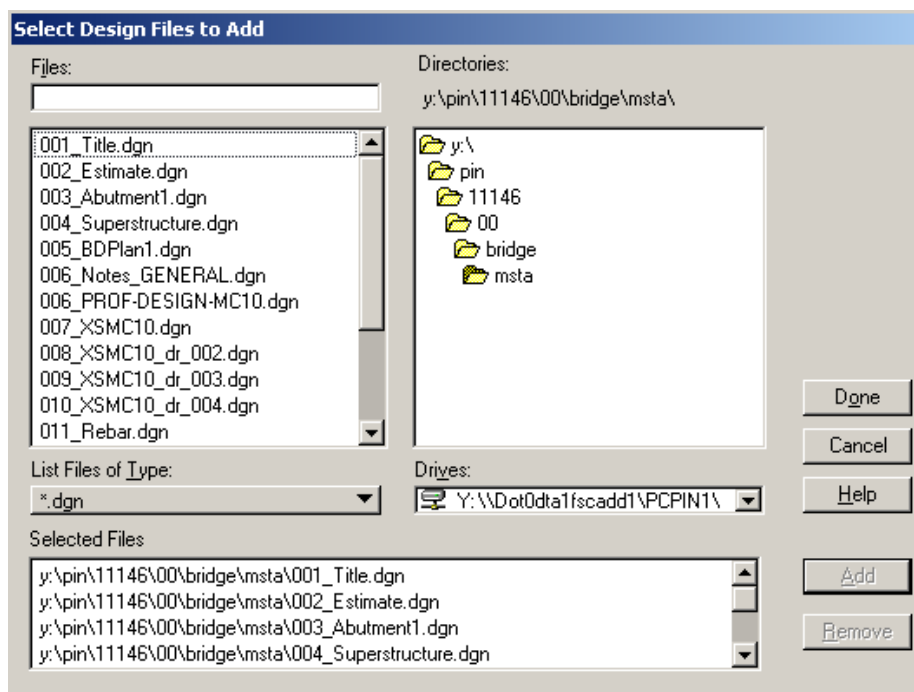 Select Design Files to Add
Files:
001_Title.dgn
002_Estimate.dgn
003_Abutment1.dgn
004_Superstructure.dgn
005_BDPlan1.dgn
006_Notes_GENERAL.dgn
006_PROF-DESIGN-MC10.dgn
007_XSMC10.dgn
008_XSMC10_dr_002.dgn
009_XSMC10_dr_003.dgn
010_XSMC10_dr_004.dgn
011_Rebar.dgn
List Files of Type:
*.dgn
Directories:
y:\pin\11146\00\bridge\msta\
y:\
pin
11146
00
bridge
msta
Drives:
Y: \\Dot0dta1fscadd1\PCPIN1\
Done
Cancel
Help
Selected Files
y:\pin\11146\00\bridge\msta\001_Title.dgn
y:\pin\11146\00\bridge\msta\002_Estimate.dgn
y:\pin\11146\00\bridge\msta\003_Abutment1.dgn
y:\pin\11146\00\bridge\msta\004_Superstructure.dgn
Add
Remove